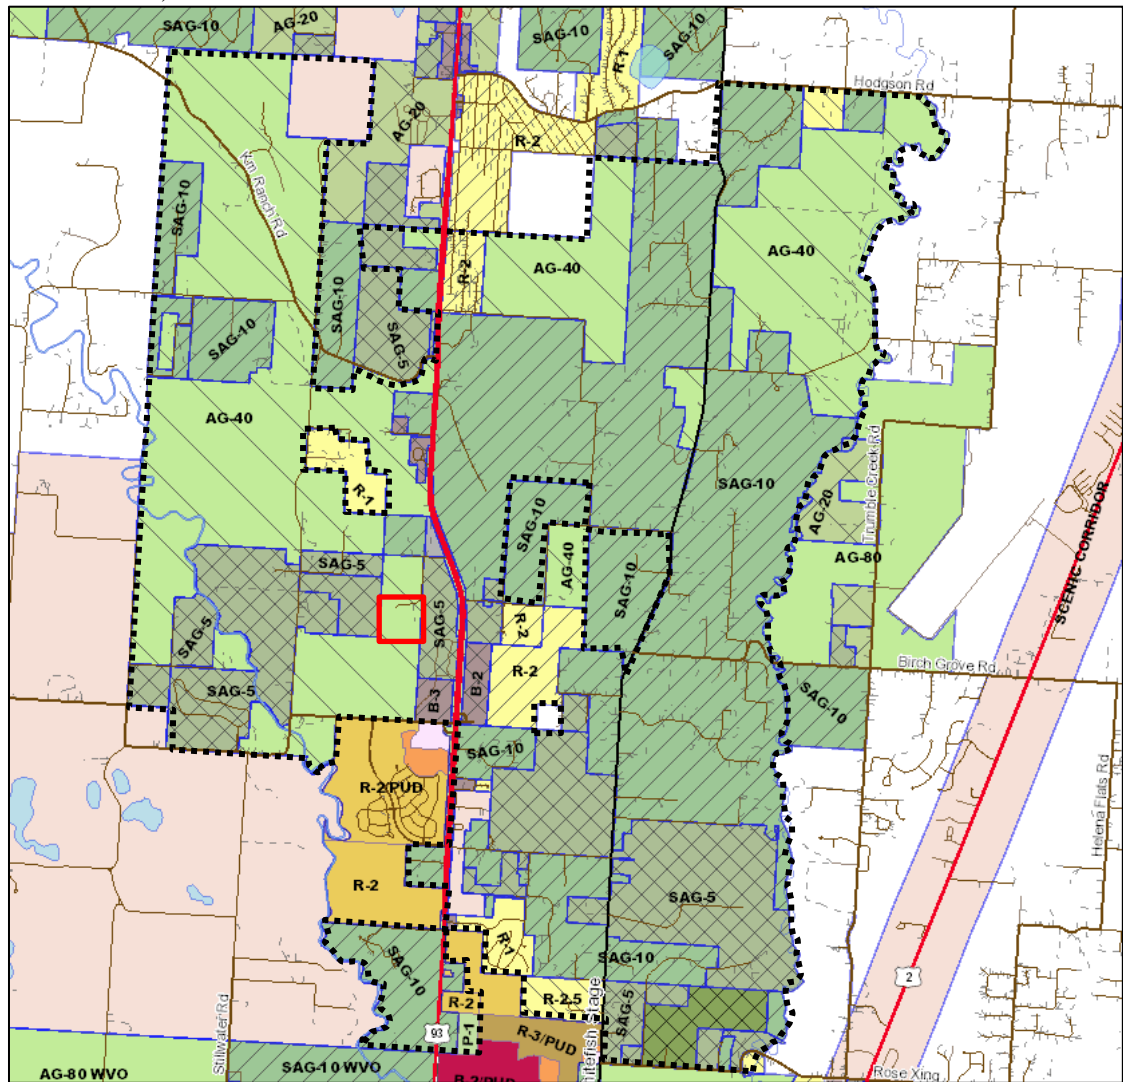 SAG-10
AG-20
SAG-10
R-1
SAG-10
Hodgson Rd
AG-20
R-2
KM Ranch Rd
SAG-10
AG-40
AG-40
R-2
SAG-10
SAG-10
SAG-5
AG-40
R-1
SAG-10
SAG-10
AG-20
Trumble Creek Rd
SCENIC CORRIDOR
AG-80
SAG-5
AG-40
SAG-10
SAG-5
SAG-5
R-2
R-2
Birch Grove Rd
SAG-5
B-2
B-3
SAG-10
SAG-10
R-2/PUD
Helena Flats Rd
R-2
SAG-5
R-1
SAG-10
SAG-10
2
R-2
R-2.5
SAG-5
Stillwater Rd
93
P-1
R-3/PUD
itefish Stage
AG-80 WVO
SAG-10 WVO
B-2/PUD
Rose Xing